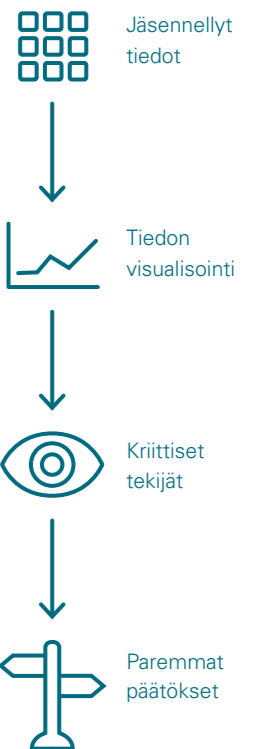 Jäsennellyt
tiedot
Tiedon
visualisointi
Kriittiset
tekijät
Paremmat
päätökset